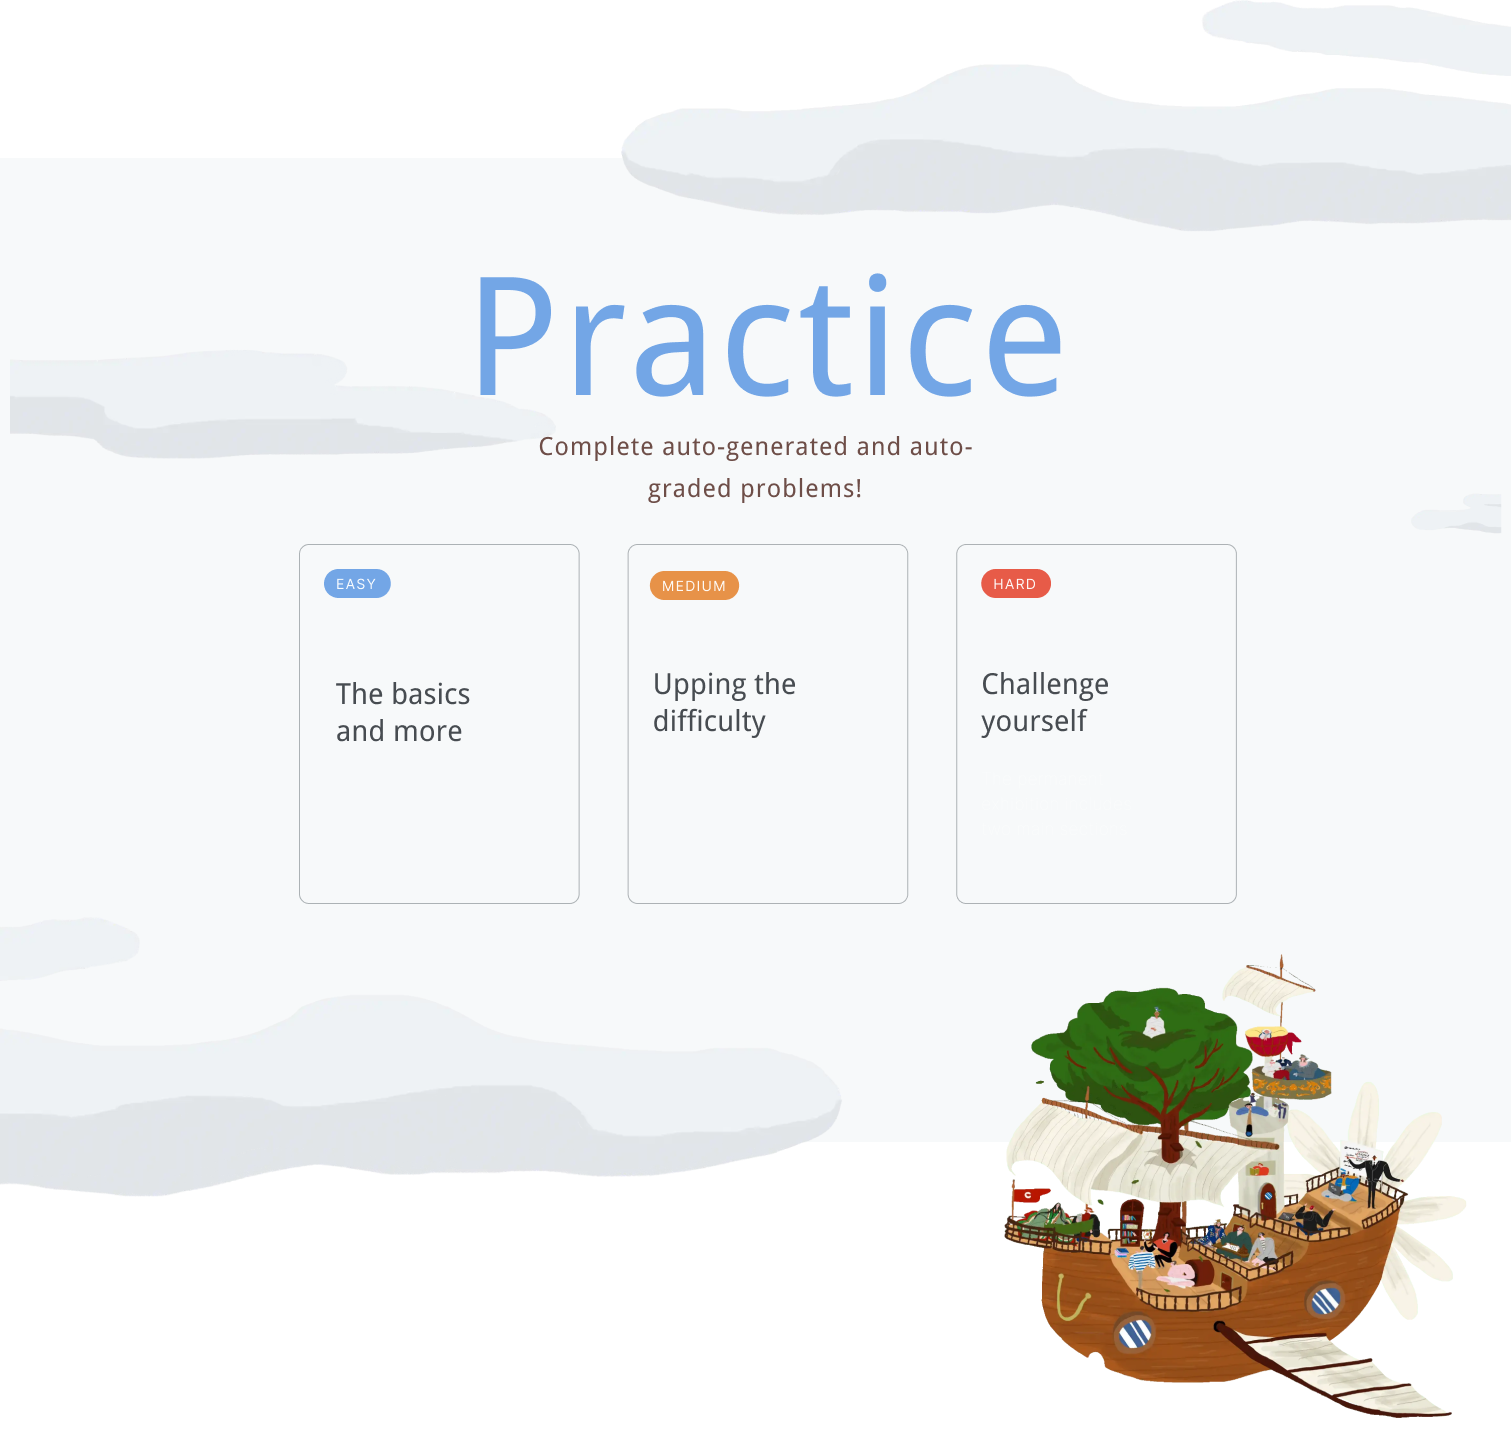 Practice
Complete auto-generated and auto-
graded problems!
EASY
The basics
and more
MEDIUM
Upping the
difficulty
HARD
Challenge
yourself
C